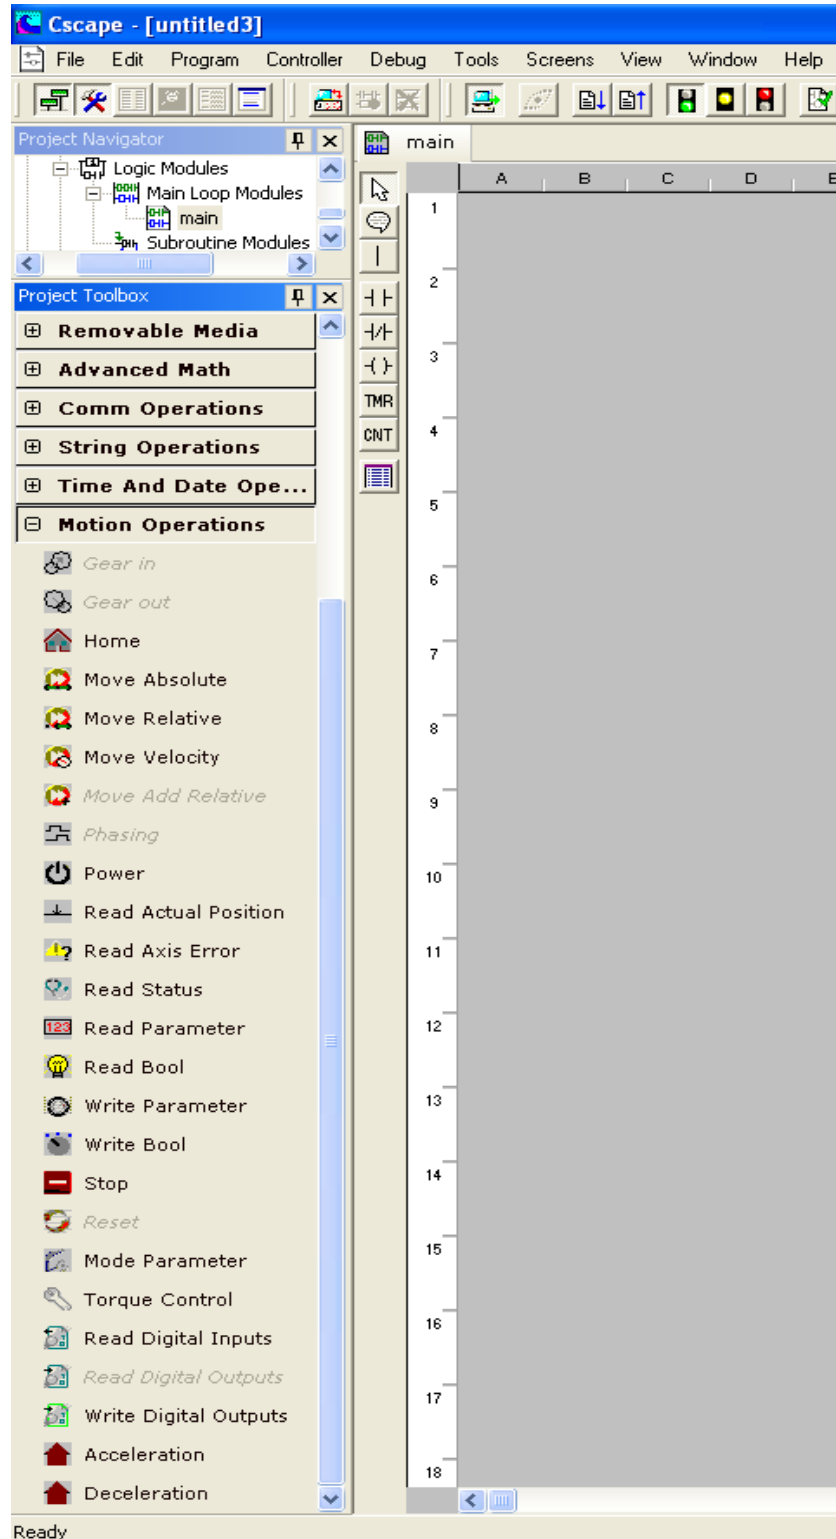 Cscape - [untitled3]
File Edit Program Controller Debug Tools Screens View Window Help
Project Navigator
Logic Modules
Main Loop Modules
main
Subroutine Modules
Project Toolbox
Removable Media
Advanced Math
Comm Operations
String Operations
Time And Date Ope...
Motion Operations
Gear in
Gear out
Home
Move Absolute
Move Relative
Move Velocity
Move Add Relative
Phasing
Power
Read Actual Position
Read Axis Error
Read Status
123 Read Parameter
Read Bool
Write Parameter
Write Bool
Stop
Reset
Mode Parameter
Torque Control
Read Digital Inputs
Read Digital Outputs
Write Digital Outputs
Acceleration
Deceleration
main
TMR
CNT
A B C D E
1
2
3
4
5
6
7
8
9
10
11
12
13
14
15
16
17
18
Ready